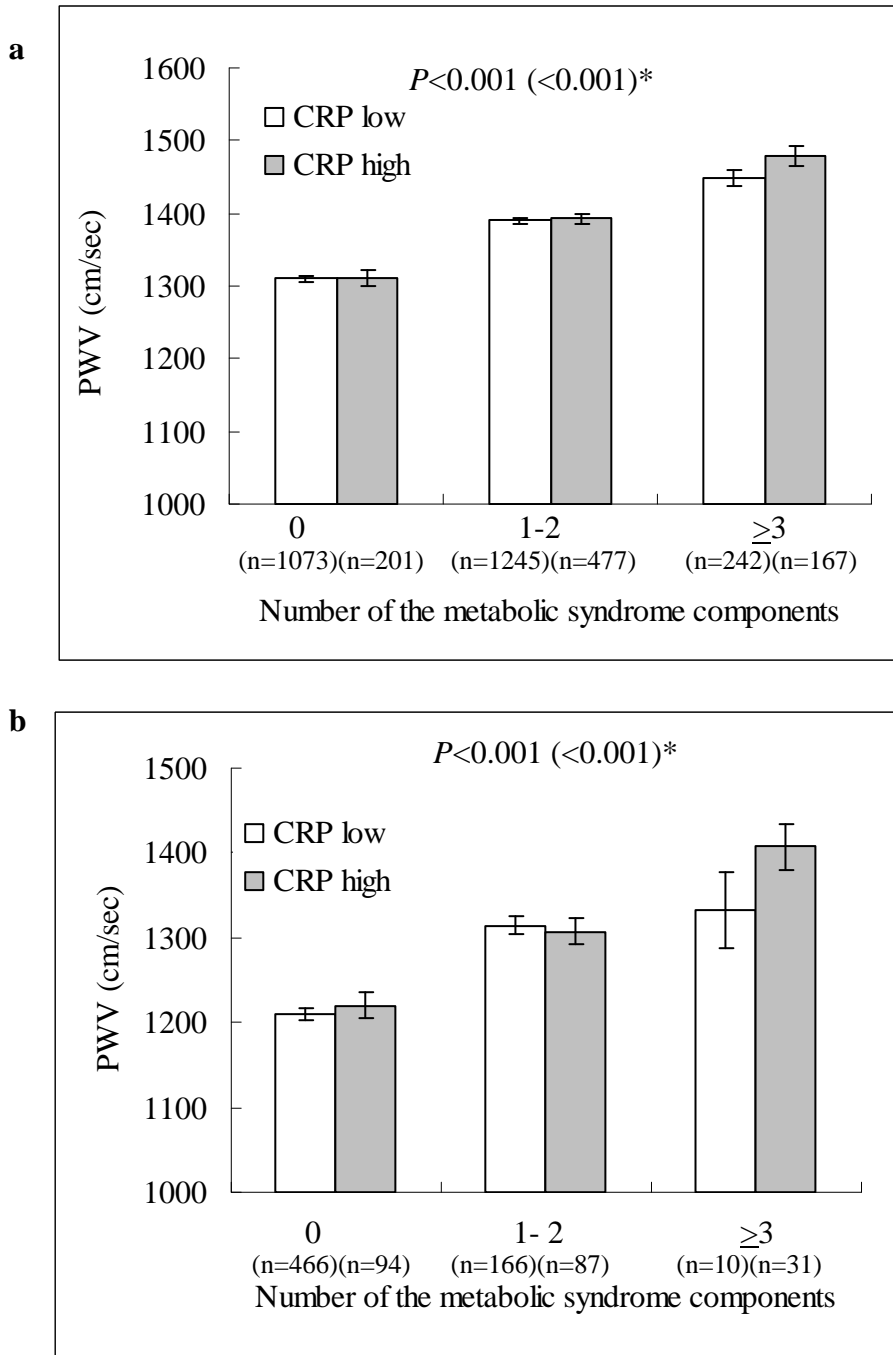 a
1600
P<0.001 (<0.001)*
CRP low
1500
CRP high
1400
1300
1200
1100
1000
PWV (cm/sec)
0 1-2 ≥3
(n=1073)(n=201) (n=1245)(n=477) (n=242)(n=167)
Number of the metabolic syndrome components
b
1500
P<0.001 (<0.001)*
CRP low
1400
CRP high
1300
1200
1100
1000
PWV (cm/sec)
0 1- 2 ≥3
(n=466)(n=94) (n=166)(n=87) (n=10)(n=31)
Number of the metabolic syndrome components